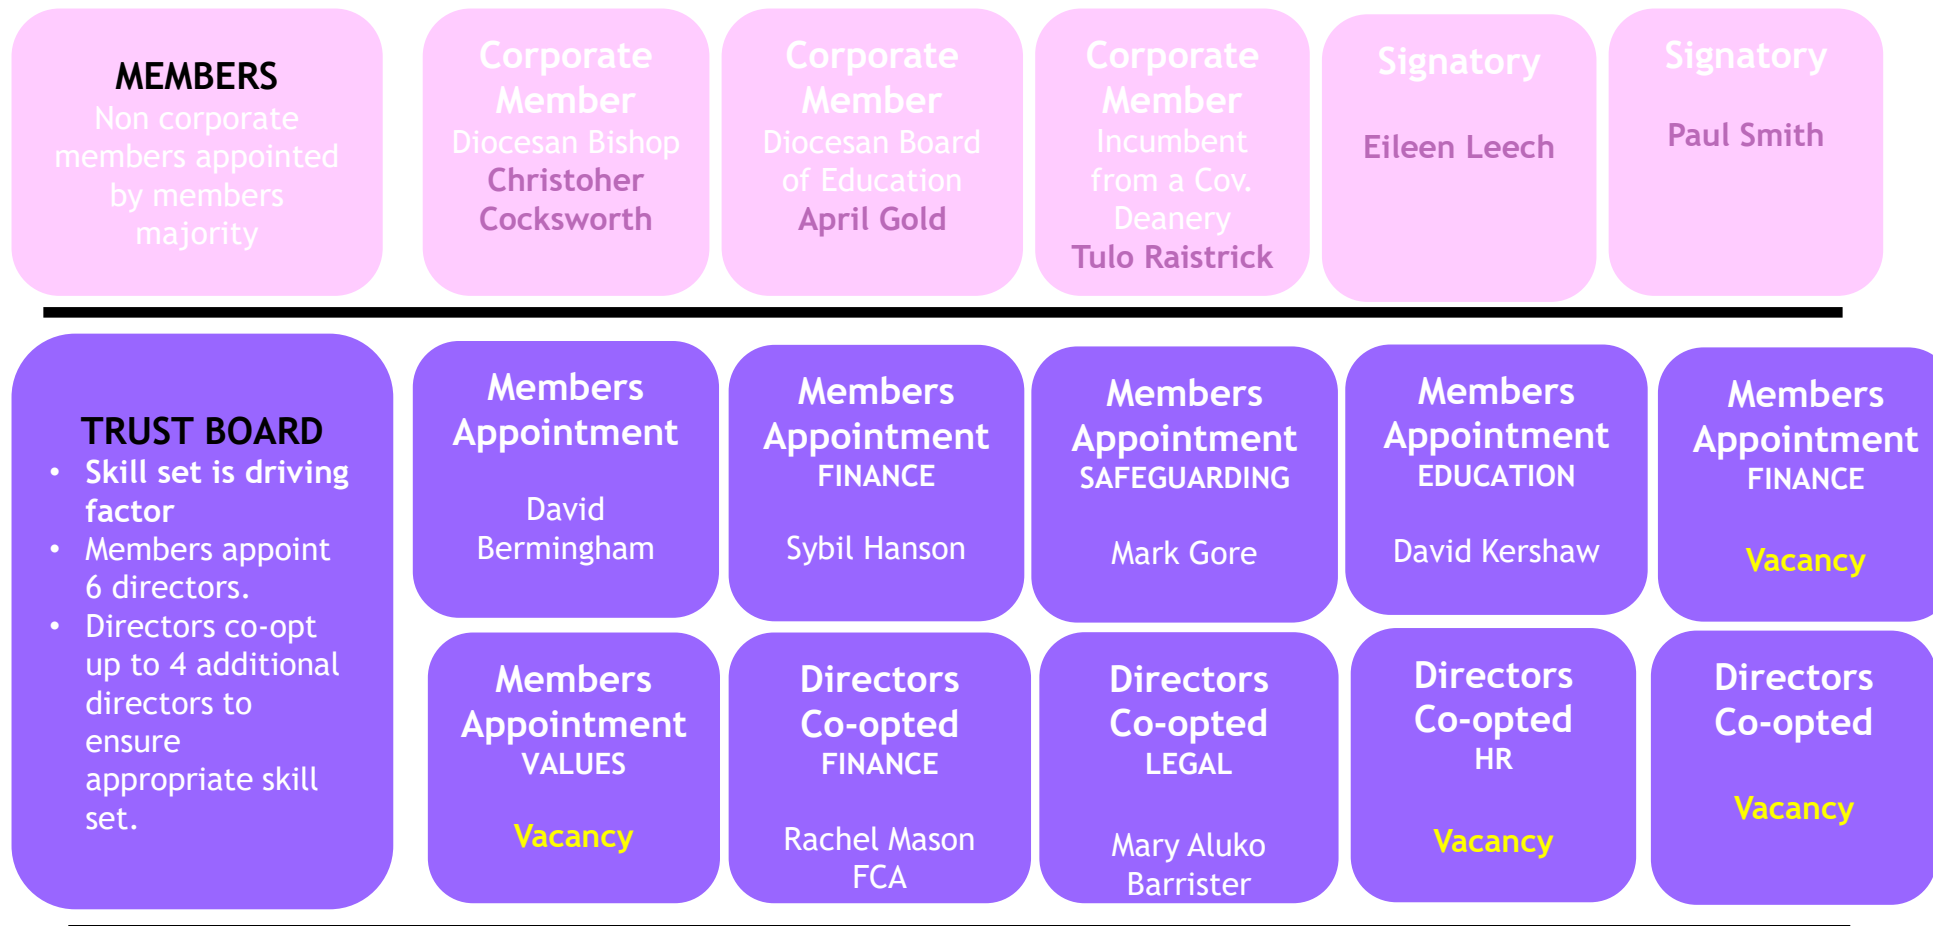 MEMBERS
Non corporate
members appointed
by members
majority
Corporate
Member
Diocesan Bishop
Christoher
Cocksworth
Corporate
Member
Diocesan Board
of Education
April Gold
Corporate
Member
Incumbent
from a Cov.
Deanery
Tulo Raistrick
Signatory
Eileen Leech
Signatory
Paul Smith
TRUST BOARD
• Skill set is driving
factor
• Members appoint
6 directors.
• Directors co-opt
up to 4 additional
directors to
ensure
appropriate skill
set.
Members
Appointment
David
Bermingham
Members
Appointment
FINANCE
Sybil Hanson
Members
Appointment
SAFEGUARDING
Mark Gore
Members
Appointment
EDUCATION
David Kershaw
Members
Appointment
FINANCE
Vacancy
Members
Appointment
VALUES
Vacancy
Directors
Co-opted
FINANCE
Rachel Mason
FCA
Directors
Co-opted
LEGAL
Mary Aluko
Barrister
Directors
Co-opted
HR
Vacancy
Directors
Co-opted
Vacancy